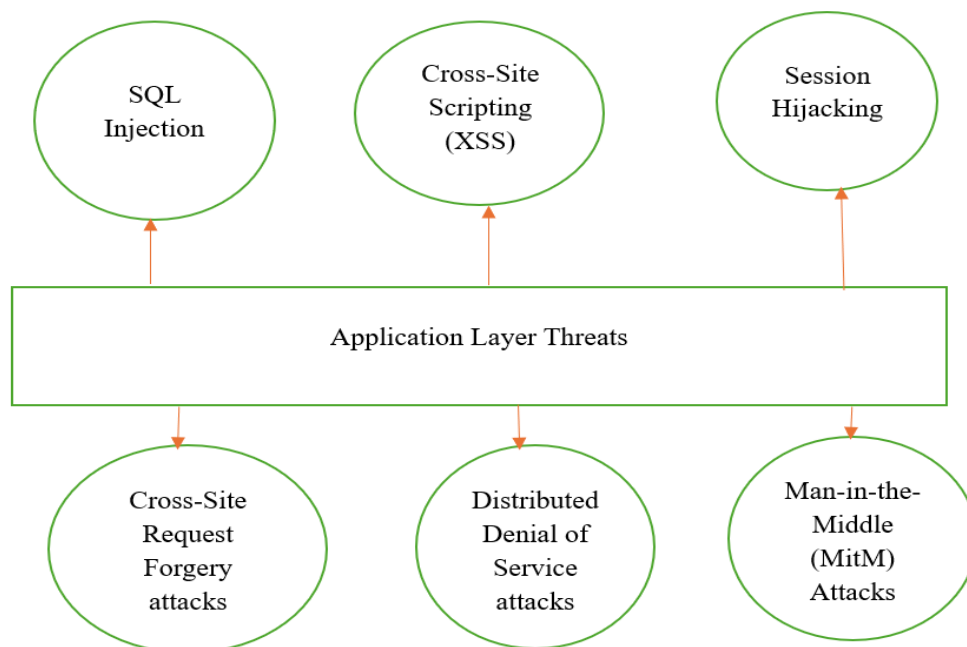 SQL
Injection
Cross-Site
Scripting
(XSS)
Session
Hijacking
Application Layer Threats
Cross-Site
Request
Forgery
attacks
Distributed
Denial of
Service
attacks
Man-in-the-
Middle
(MitM)
Attacks